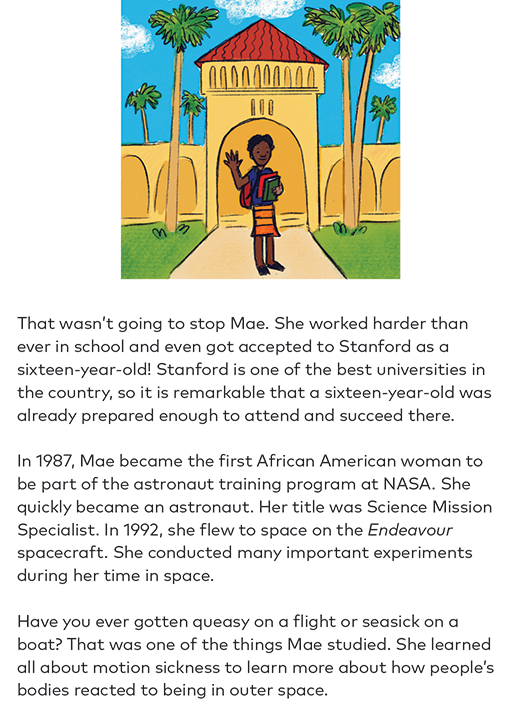 That wasn’t going to stop Mae. She worked harder than
ever in school and even got accepted to Stanford as a
sixteen-year-old! Stanford is one of the best universities in
the country, so it is remarkable that a sixteen-year-old was
already prepared enough to attend and succeed there.
In 1987, Mae became the first African American woman to
be part of the astronaut training program at NASA. She
quickly became an astronaut. Her title was Science Mission
Specialist. In 1992, she flew to space on the Endeavour
spacecraft. She conducted many important experiments
during her time in space.
Have you ever gotten queasy on a flight or seasick on a
boat? That was one of the things Mae studied. She learned
all about motion sickness to learn more about how people’s
bodies reacted to being in outer space.